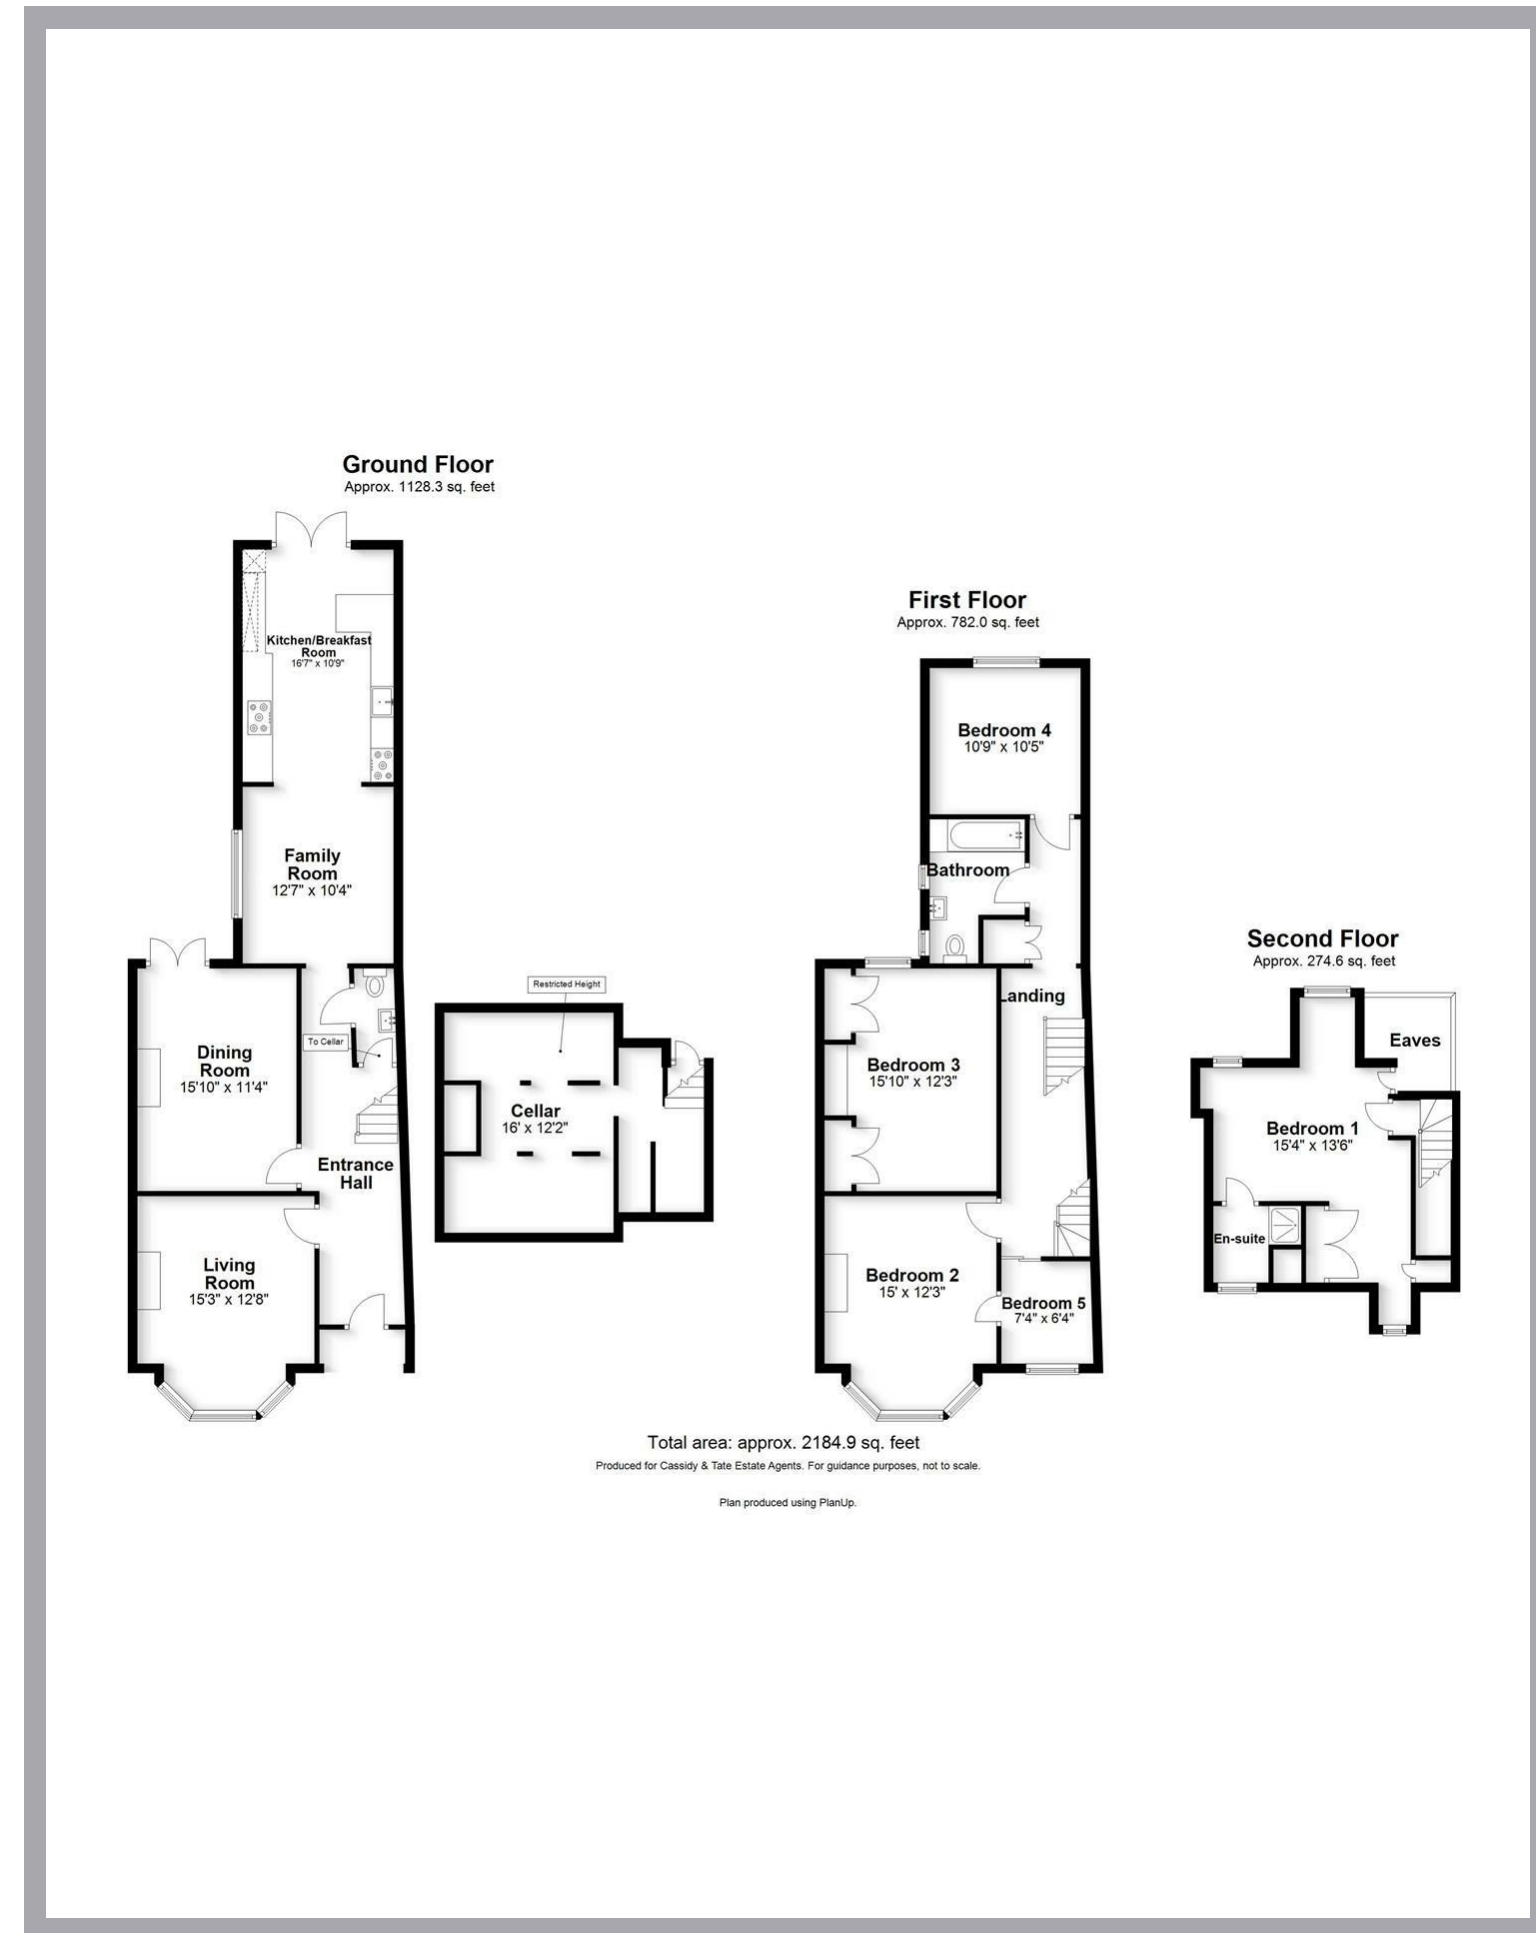 Ground Floor
Approx. 1128.3 sq. feet
Kitchen/Breakfast
Room
16'7" x 10'9"
Family
Room
12'7" x 10'4"
To Cellar
Dining
Room
15'10" x 11'4"
Entrance
Hall
Living
Room
15'3" x 12'8"
Restricted Height
Cellar
16' x 12'2"
First Floor
Approx. 782.0 sq. feet
Bedroom 4
10'9" x 10'5"
Bathroom
Landing
Bedroom 3
15'10" x 12'3"
Bedroom 2
15' x 12'3"
Bedroom 5
7'4" x 6'4"
Second Floor
Approx. 274.6 sq. feet
Eaves
Bedroom 1
15'4" x 13'6"
En-suite
Total area: approx. 2184.9 sq. feet
Produced for Cassidy & Tate Estate Agents. For guidance purposes, not to scale.
Plan produced using PlanUp.